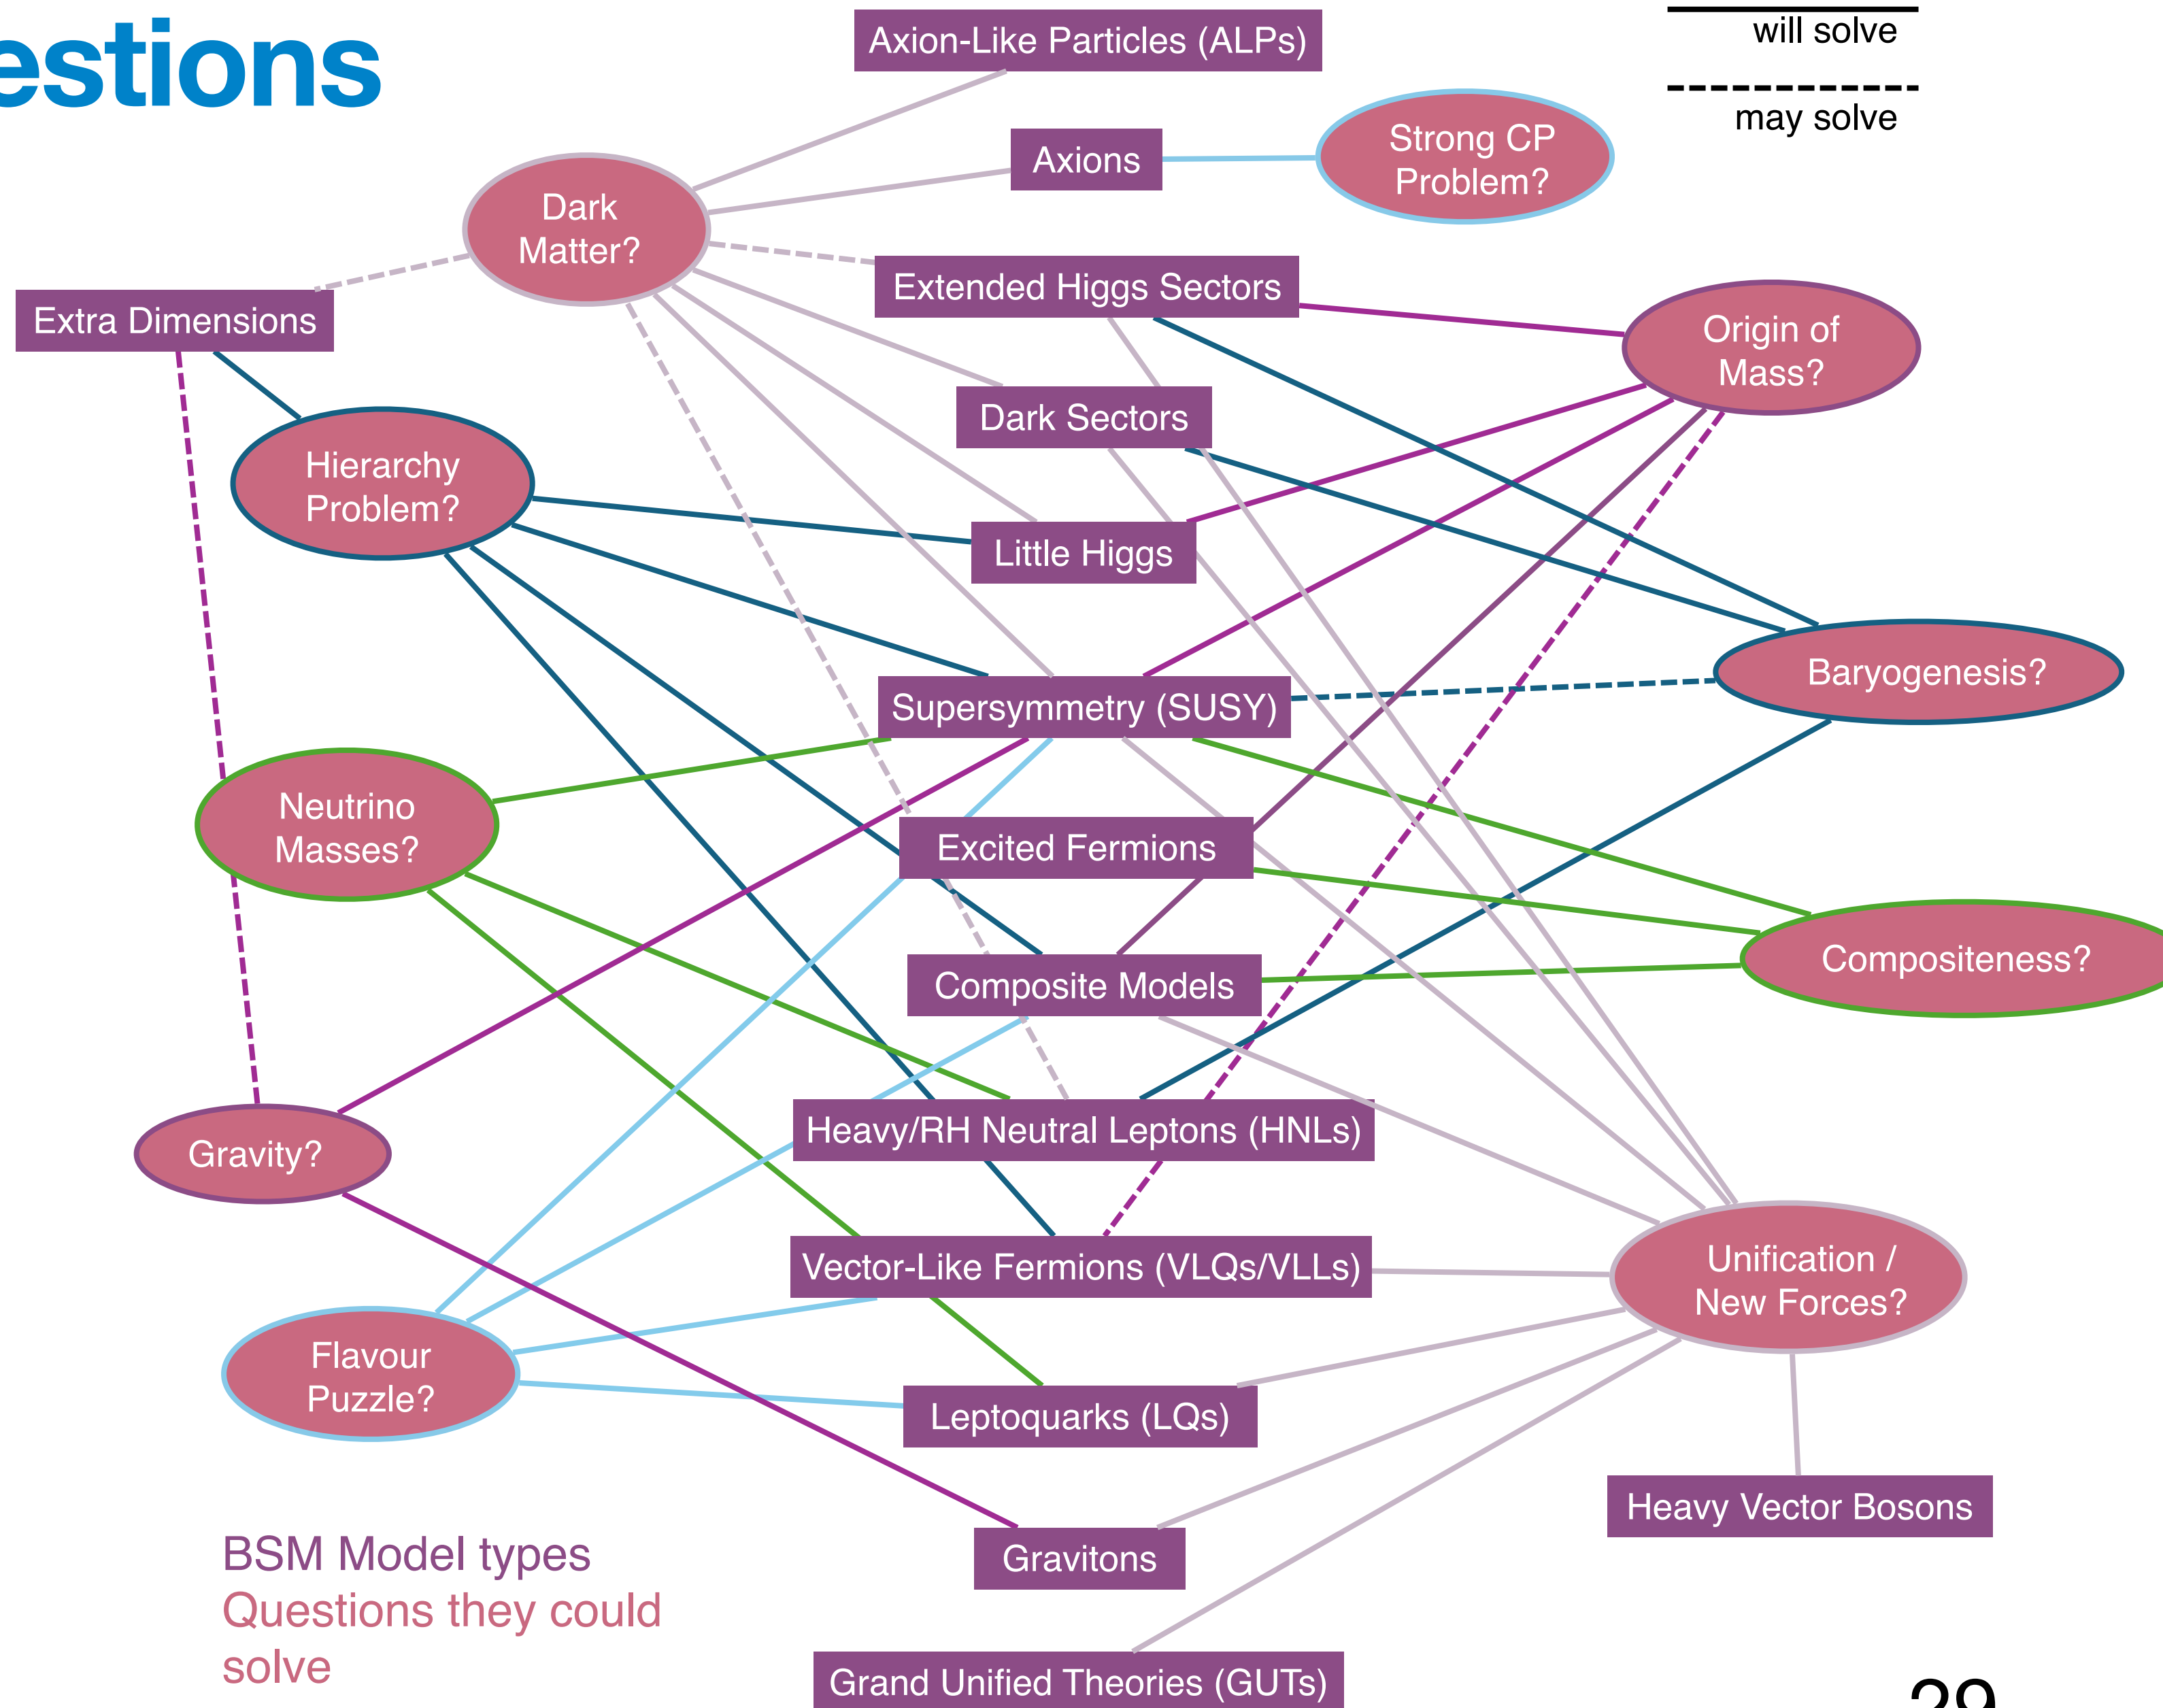 estions
will solve
may solve
Axion-Like Particles (ALPs)
Axions
Strong CP
Problem?
Dark
Matter?
Extended Higgs Sectors
Extra Dimensions
Origin of
Mass?
Dark Sectors
Hierarchy
Problem?
Little Higgs
Baryogenesis?
Supersymmetry (SUSY)
Neutrino
Masses?
Excited Fermions
Compositeness?
Composite Models
Heavy/RH Neutral Leptons (HNLs)
Gravity?
Vector-Like Fermions (VLQs/VLLs)
Unification /
New Forces?
Flavour
Puzzle?
Leptoquarks (LQs)
Heavy Vector Bosons
Gravitons
BSM Model types
Questions they could
solve
Grand Unified Theories (GUTs)
29